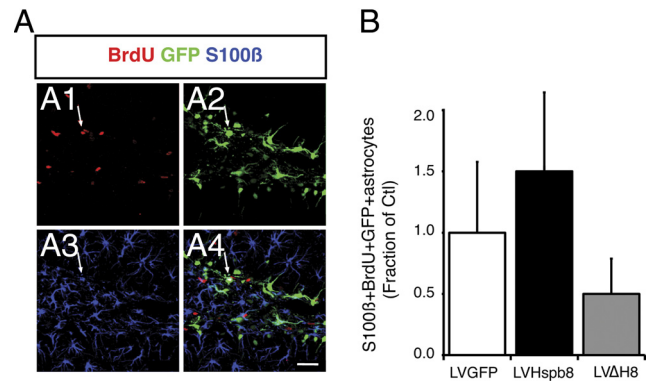 A
BrdU GFP S100ß
A1
A2
A3
A4
B
S100ß+BrdU+GFP+astrocytes
(Fraction of Ctl)
2.0
1.5
1.0
0.5
0.0
LVGFP
LVHspb8
LVΔH8